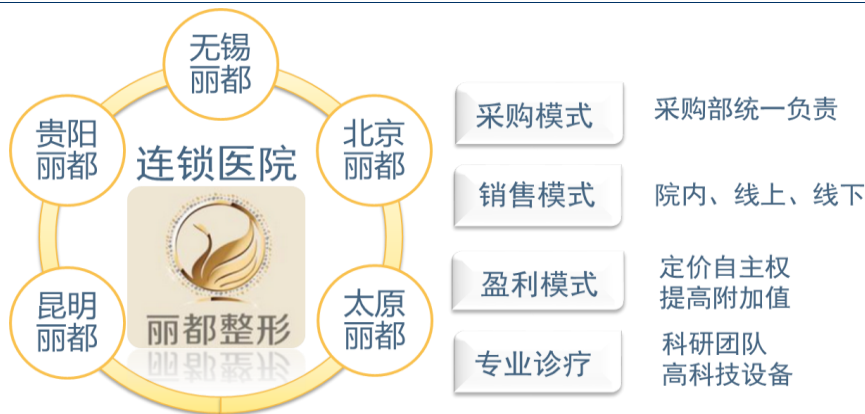 无锡
丽都
贵阳
丽都
北京
丽都
连锁医院
丽都整形
昆明
丽都
太原
丽都
采购模式
采购部统一负责
销售模式
院内、线上、线下
盈利模式
定价自主权
提高附加值
专业诊疗
科研团队
高科技设备